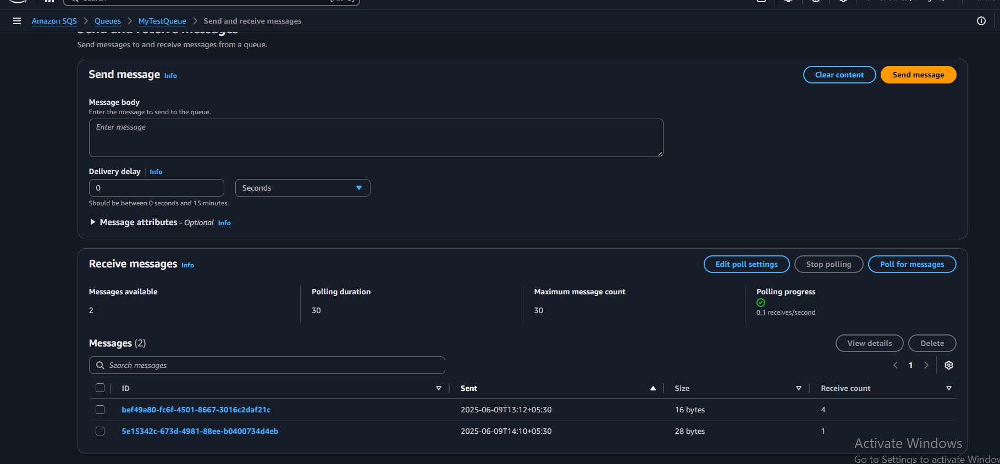 Amazon SQS > Queues > MyTestQueue > Send and receive messages
Send and receive messages
Send messages to and receive messages from a queue.
Send message Info
Clear content
Send message
Message body
Enter the message to send to the queue.
Enter message
Delivery delay Info
0
Seconds
Should be between 0 seconds and 15 minutes.
Message attributes - Optional Info
Receive messages Info
Edit poll settings
Stop polling
Poll for messages
Messages available
2
Polling duration
30
Maximum message count
30
Polling progress
0.1 receives/second
Messages (2)
View details
Delete
Search messages
1
ID Sent Size Receive count
bef49a80-fc6f-4501-8667-3016c2daf21c 2025-06-09T13:12+05:30 16 bytes 4
5e15342c-673d-4981-88ee-b0400734d4eb 2025-06-09T14:10+05:30 28 bytes 1
Activate Windows
Go to Settings to activate Window